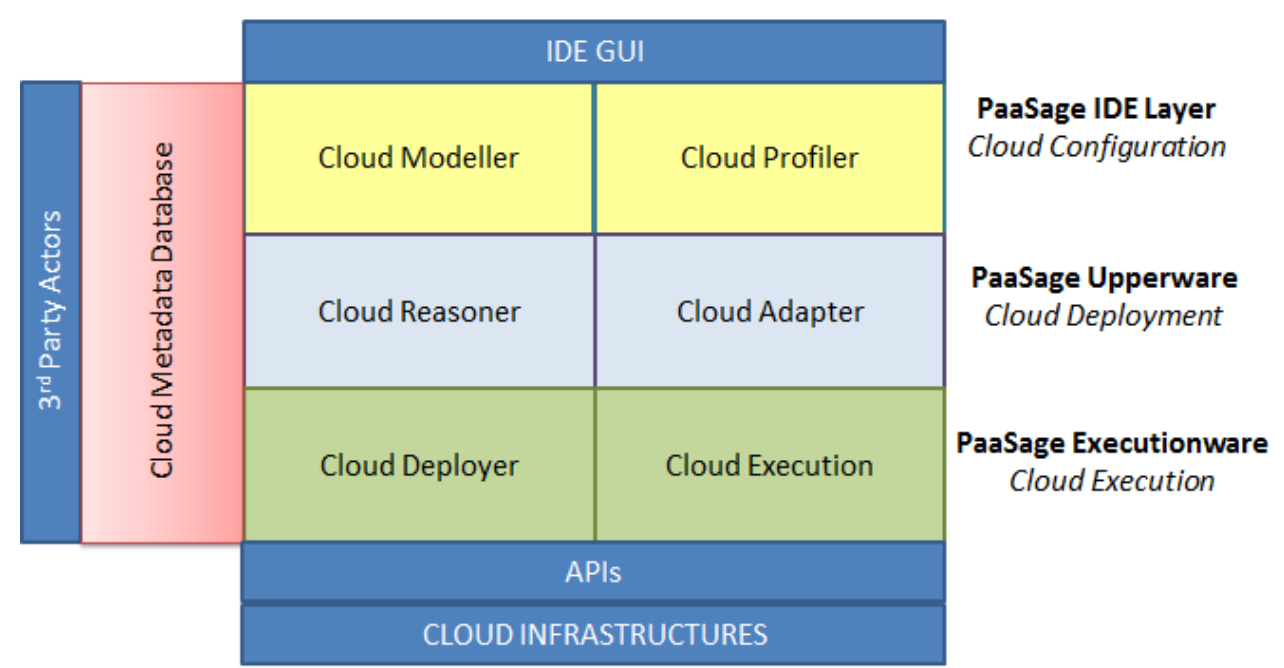 IDE GUI
3rd Party Actors
Cloud Metadata Database
Cloud Modeller
Cloud Profiler
PaaSage IDE Layer
Cloud Configuration
Cloud Reasoner
Cloud Adapter
PaaSage Upperware
Cloud Deployment
Cloud Deployer
Cloud Execution
PaaSage Executionware
Cloud Execution
APIs
CLOUD INFRASTRUCTURES